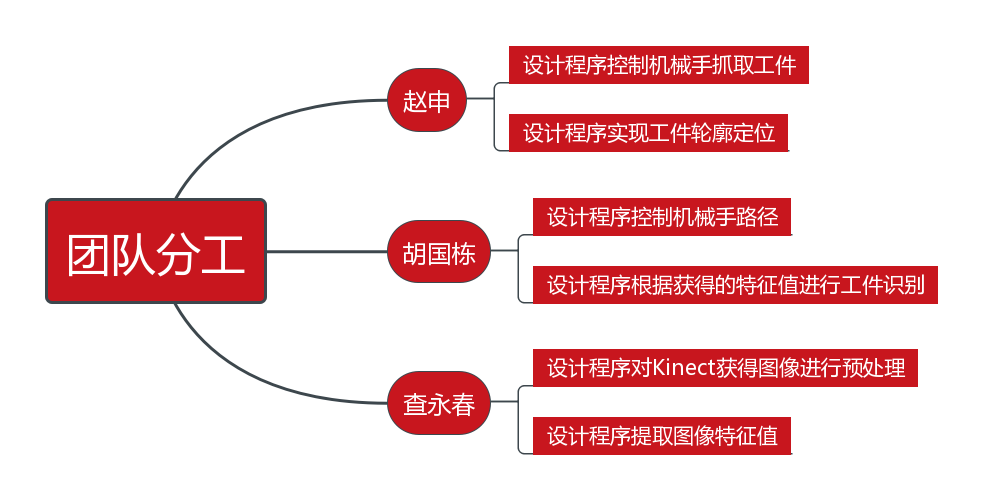 团队分工
赵申
设计程序控制机械手抓取工件
设计程序实现工件轮廓定位
胡国栋
设计程序控制机械手路径
设计程序根据获得的特征值进行工件识别
查永春
设计程序对Kinect获得图像进行预处理
设计程序提取图像特征值